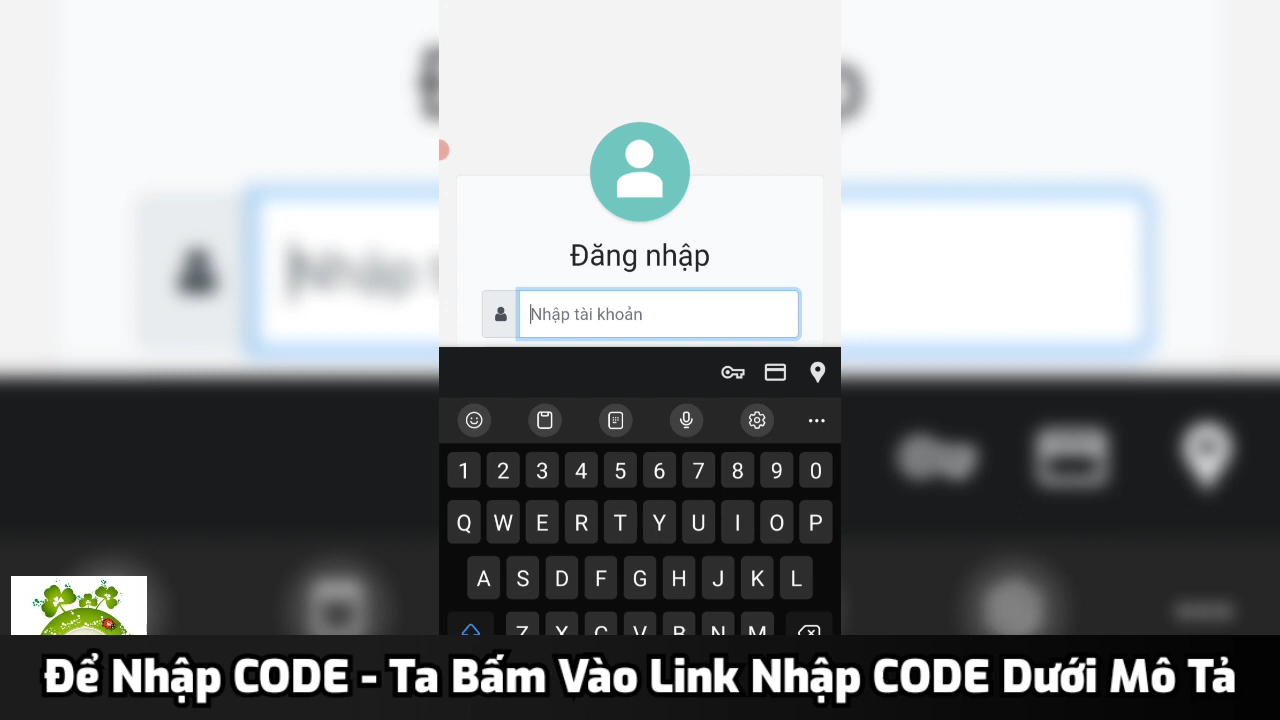 Đăng nhập
Nhập tài khoản
1 2 3 4 5 6 7 8 9 0
Q W E R T Y U I O P
A S D F G H J K L
Z X C V B N M
Để Nhập CODE - Ta Bấm Vào Link Nhập CODE Dưới Mô Tả